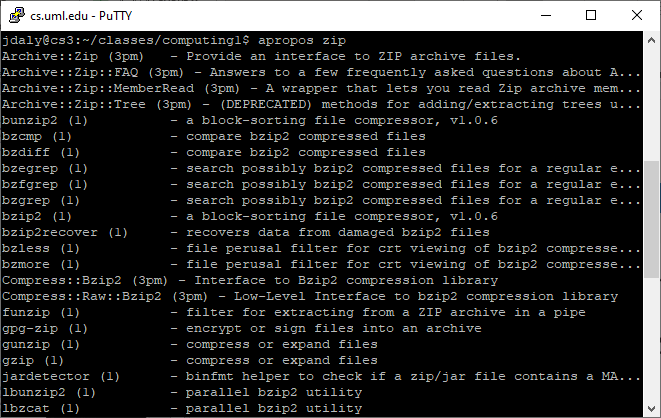 cs.uml.edu - PuTTY
jdaly@cs3:~/classes/computing1$ apropos zip
Archive::Zip (3pm)   - Provide an interface to ZIP archive files.
Archive::Zip::FAQ (3pm) - Answers to a few frequently asked questions about A...
Archive::Zip::MemberRead (3pm) - A wrapper that lets you read Zip archive mem...
Archive::Zip::Tree (3pm) - (DEPRECATED) methods for adding/extracting trees u...
bunzip2 (1)          - a block-sorting file compressor, v1.0.6
bzcmp (1)            - compare bzip2 compressed files
bzdiff (1)           - compare bzip2 compressed files
bzegrep (1)          - search possibly bzip2 compressed files for a regular e...
bzfgrep (1)          - search possibly bzip2 compressed files for a regular e...
bzgrep (1)           - search possibly bzip2 compressed files for a regular e...
bzip2 (1)            - a block-sorting file compressor, v1.0.6
bzip2recover (1)     - recovers data from damaged bzip2 files
bzless (1)           - file perusal filter for crt viewing of bzip2 compresse...
bzmore (1)           - file perusal filter for crt viewing of bzip2 compresse...
Compress::Bzip2 (3pm) - Interface to Bzip2 compression library
Compress::Raw::Bzip2 (3pm) - Low-Level Interface to bzip2 compression library
funzip (1)           - filter for extracting from a ZIP archive in a pipe
gpg-zip (1)          - encrypt or sign files into an archive
gunzip (1)           - compress or expand files
gzip (1)             - compress or expand files
jardetector (1)      - binfmt helper to check if a zip/jar file contains a MA...
lbunzip2 (1)         - parallel bzip2 utility
lbzcat (1)           - parallel bzip2 utility